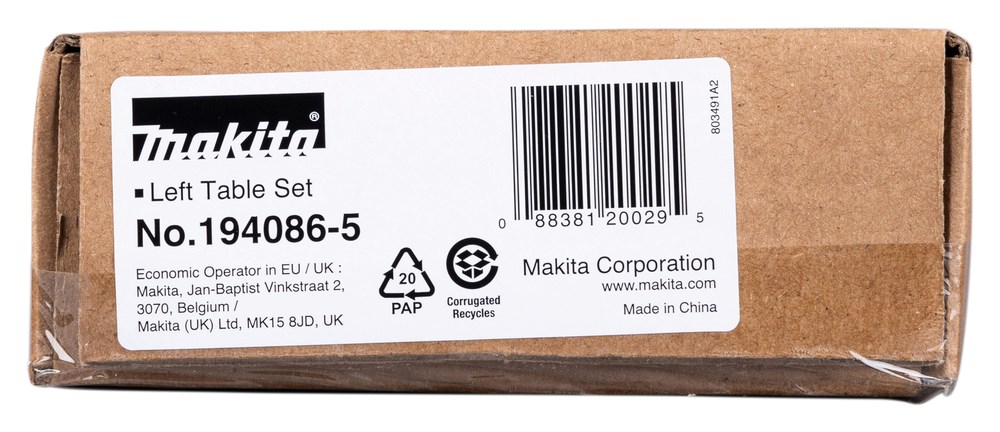 makita®
▪ Left Table Set
No.194086-5
Economic Operator in EU / UK :
Makita, Jan-Baptist Vinkstraat 2,
3070, Belgium /
Makita (UK) Ltd, MK15 8JD, UK
20
PAP
Corrugated
Recycles
0 88381 20029 5
803491A2
Makita Corporation
www.makita.com
Made in China